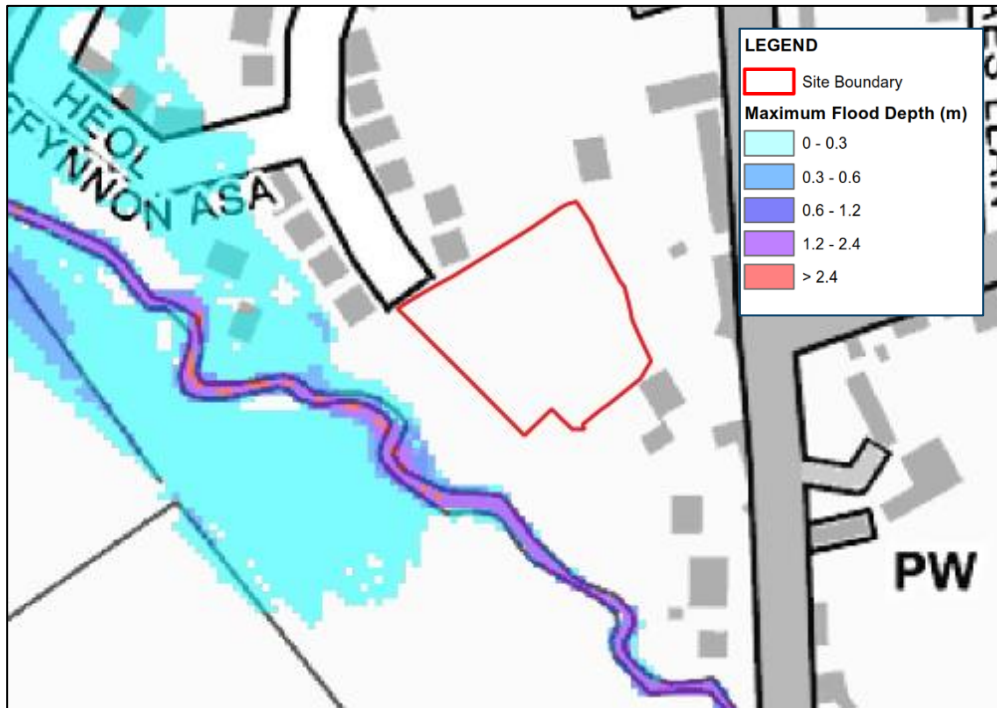 HEOL
FFYNNON ASA
LEGEND
Site Boundary
Maximum Flood Depth (m)
0 - 0.3
0.3 - 0.6
0.6 - 1.2
1.2 - 2.4
> 2.4
PW